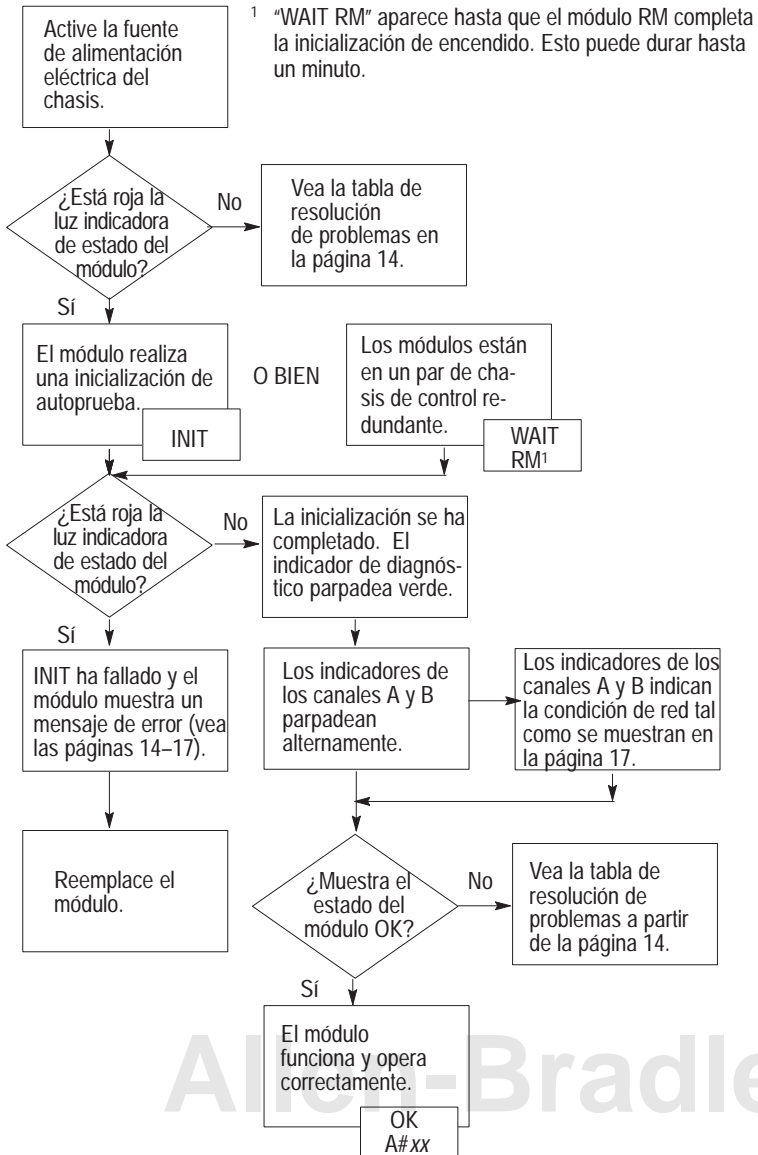 Active la fuente
de alimentación
eléctrica del
chasis.
¹ “WAIT RM” aparece hasta que el módulo RM completa
la inicialización de encendido. Esto puede durar hasta
un minuto.
¿Está roja la
luz indicadora
de estado del
módulo?
No
Vea la tabla de
resolución
de problemas en
la página 14.
Sí
El módulo realiza
una inicialización de
autoprueba.
INIT
O BIEN
Los módulos están
en un par de cha-
sis de control re-
dundante.
WAIT
RM¹
¿Está roja la
luz indicadora
de estado del
módulo?
No
La inicialización se ha
completado. El
indicador de diagnós-
tico parpadea verde.
Sí
INIT ha fallado y el
módulo muestra un
mensaje de error (vea
las páginas 14–17).
Los indicadores de
los canales A y B
parpadean
alternamente.
Los indicadores de los
canales A y B indican
la condición de red tal
como se muestran en
la página 17.
Reemplace el
módulo.
¿Muestra el
estado del
módulo OK?
No
Vea la tabla de
resolución de
problemas a partir
de la página 14.
Sí
El módulo
funciona y opera
correctamente.
OK
A#xx
Allen-Bradle